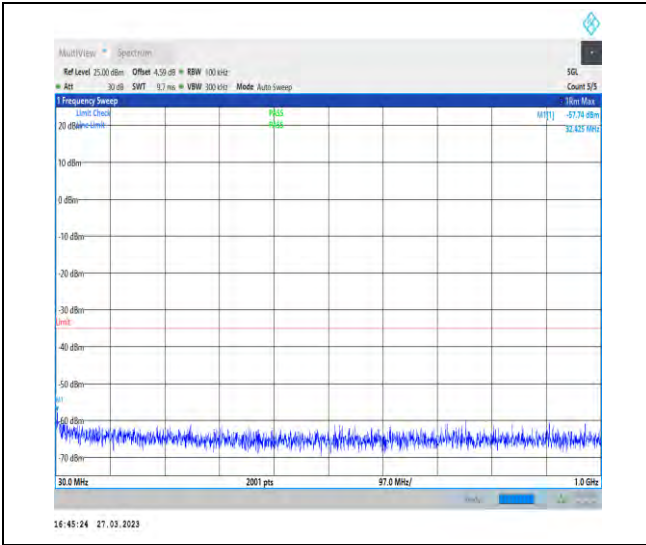 MultiView Spectrum
Ref Level 25.00 dBm Offset 4.59 dB RBW 100 kHz SGL
Att 30 dB SWT 9.7 ms VBW 300 kHz Mode Auto Sweep Count 5/5
1 Frequency Sweep 1Rm Max
Limit Check PASS M1[1] -57.74 dBm
20 dBm Line Limit PASS 32.425 MHz
10 dBm
0 dBm
-10 dBm
-20 dBm
-30 dBm
Limit
-40 dBm
-50 dBm
M1
-60 dBm
-70 dBm
30.0 MHz 2001 pts 97.0 MHz/ 1.0 GHz
Ready
16:45:24 27.03.2023